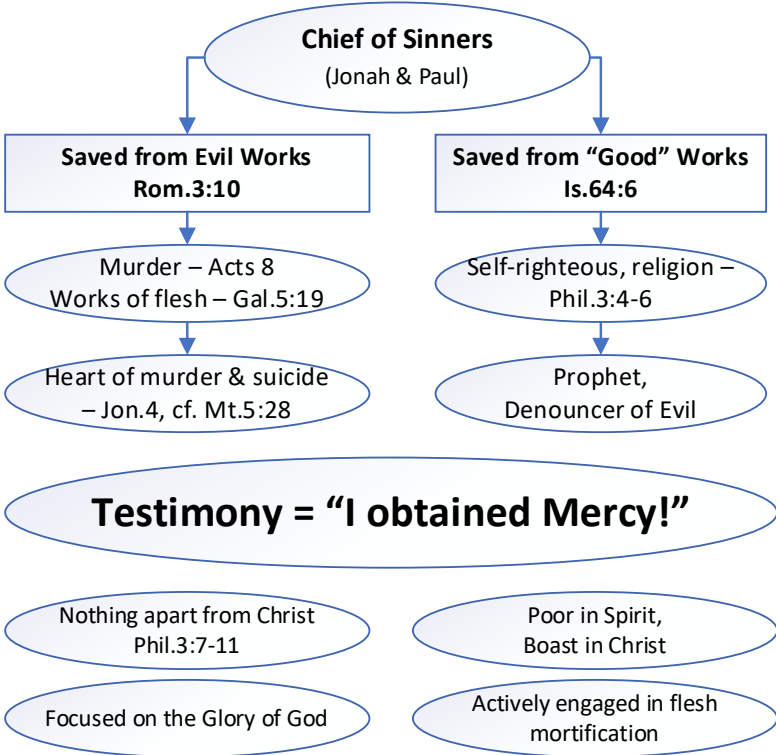 Chief of Sinners
(Jonah & Paul)
Saved from Evil Works
Rom.3:10
Saved from “Good” Works
Is.64:6
Murder – Acts 8
Works of flesh – Gal.5:19
Self-righteous, religion –
Phil.3:4-6
Heart of murder & suicide
– Jon.4, cf. Mt.5:28
Prophet,
Denouncer of Evil
Testimony = “I obtained Mercy!”
Nothing apart from Christ
Phil.3:7-11
Poor in Spirit,
Boast in Christ
Focused on the Glory of God
Actively engaged in flesh
mortification